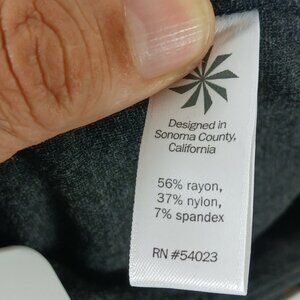 Designed in
Sonoma County,
California
56% rayon,
37% nylon,
7% spandex
RN #54023